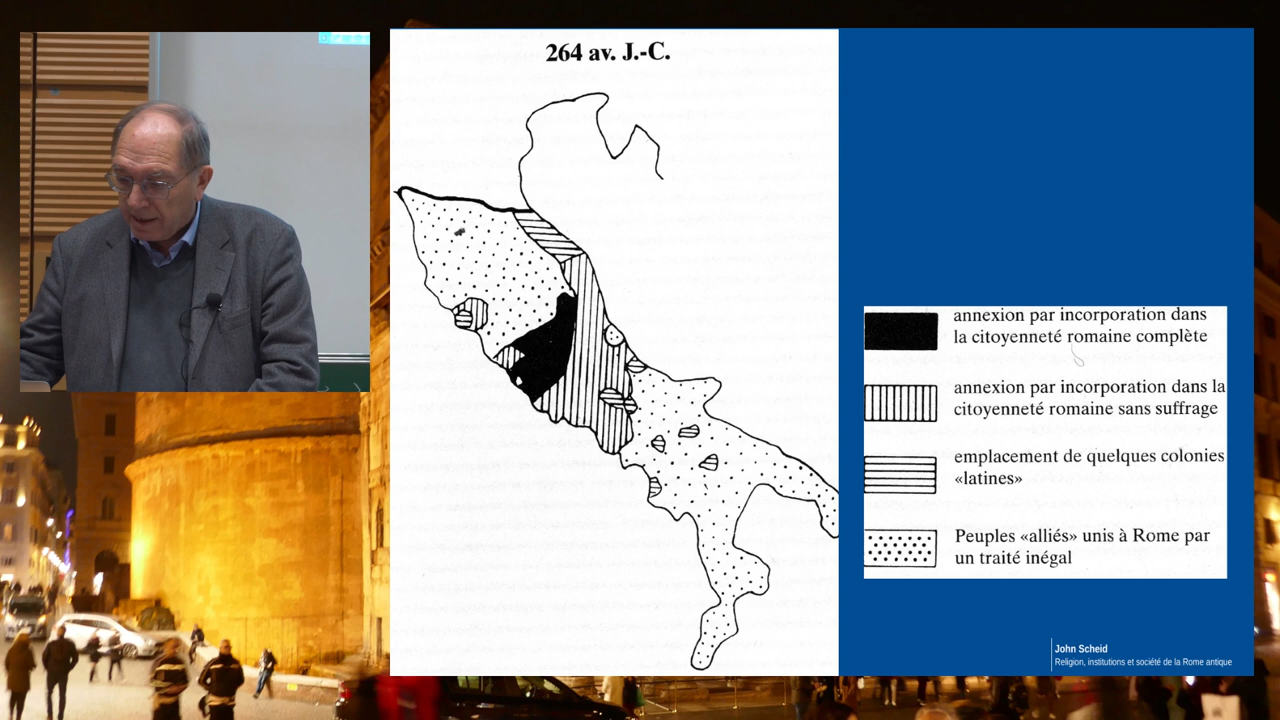 264 av. J.-C.
annexion par incorporation dans
la citoyenneté romaine complète
annexion par incorporation dans la
citoyenneté romaine sans suffrage
emplacement de quelques colonies
«latines»
Peuples «alliés» unis à Rome par
un traité inégal
John Scheid
Religion, institutions et société de la Rome antique